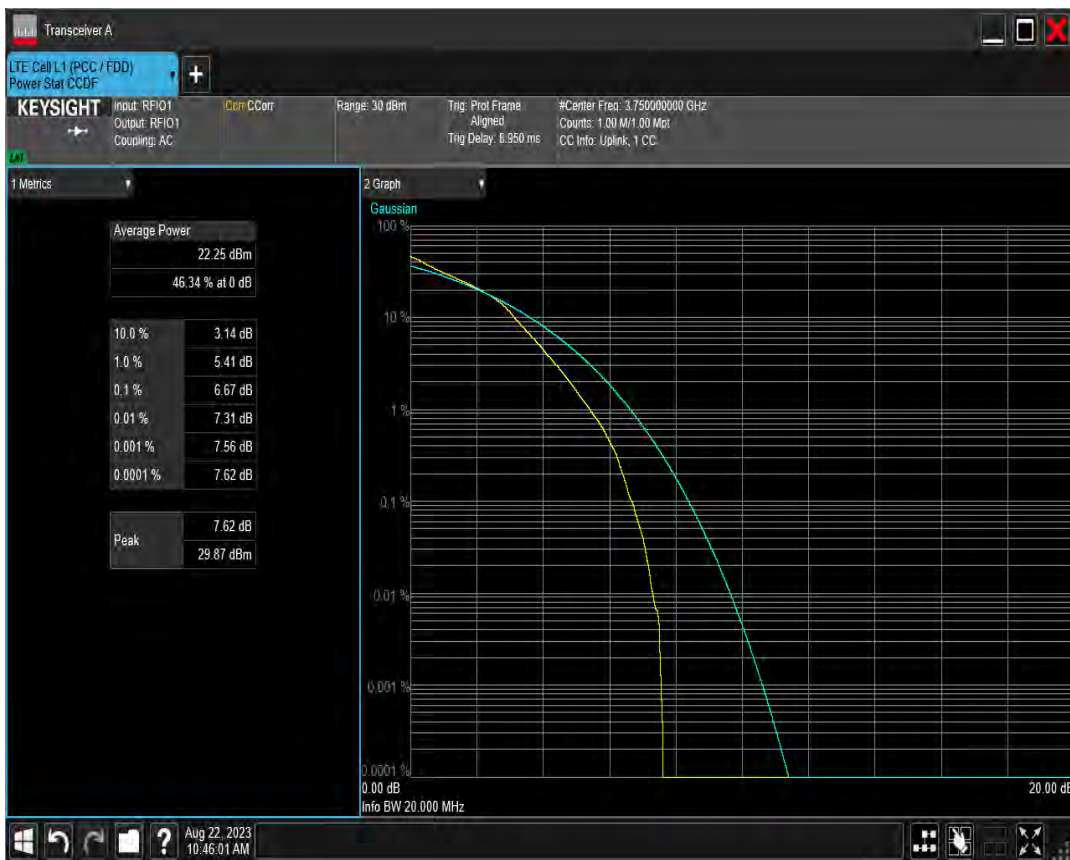 Transceiver A
LTE Cell L1 (PCC / FDD)
Power Stat CCDF
+
KEYSIGHT
Input: RFIO1
Output: RFIO1
Coupling: AC
Corr CCorr
Range: 30 dBm
Trig: Prot Frame
Aligned
Trig Delay: 6.950 ms
#Center Freq: 3.750000000 GHz
Counts: 1.00 M/1.00 Mpt
CC Info: Uplink, 1 CC
1 Metrics
Average Power
22.25 dBm
46.34 % at 0 dB
10.0 % 3.14 dB
1.0 % 5.41 dB
0.1 % 6.67 dB
0.01 % 7.31 dB
0.001 % 7.56 dB
0.0001 % 7.62 dB
Peak
7.62 dB
29.87 dBm
2 Graph
Gaussian
100 %
10 %
1 %
0.1 %
0.01 %
0.001 %
0.0001 %
0.00 dB
20.00 dB
Info BW 20.000 MHz
?
Aug 22, 2023
10:46:01 AM